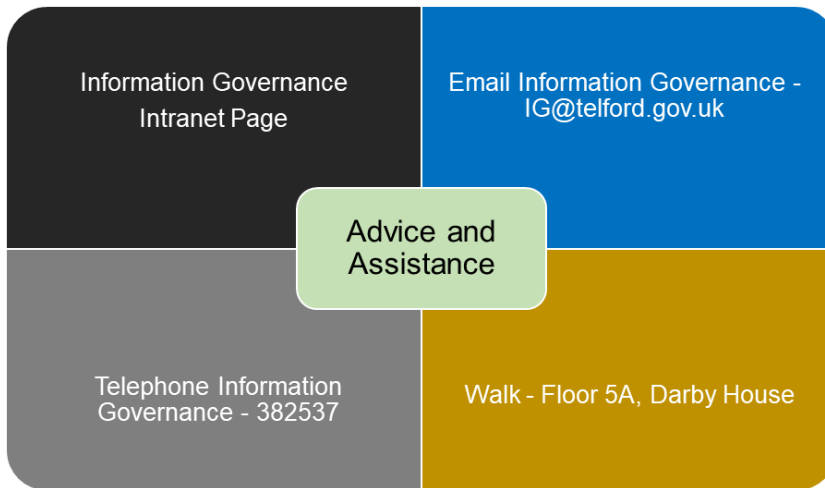 Information Governance
Intranet Page
Email Information Governance -
IG@telford.gov.uk
Advice and
Assistance
Telephone Information
Governance - 382537
Walk - Floor 5A, Darby House